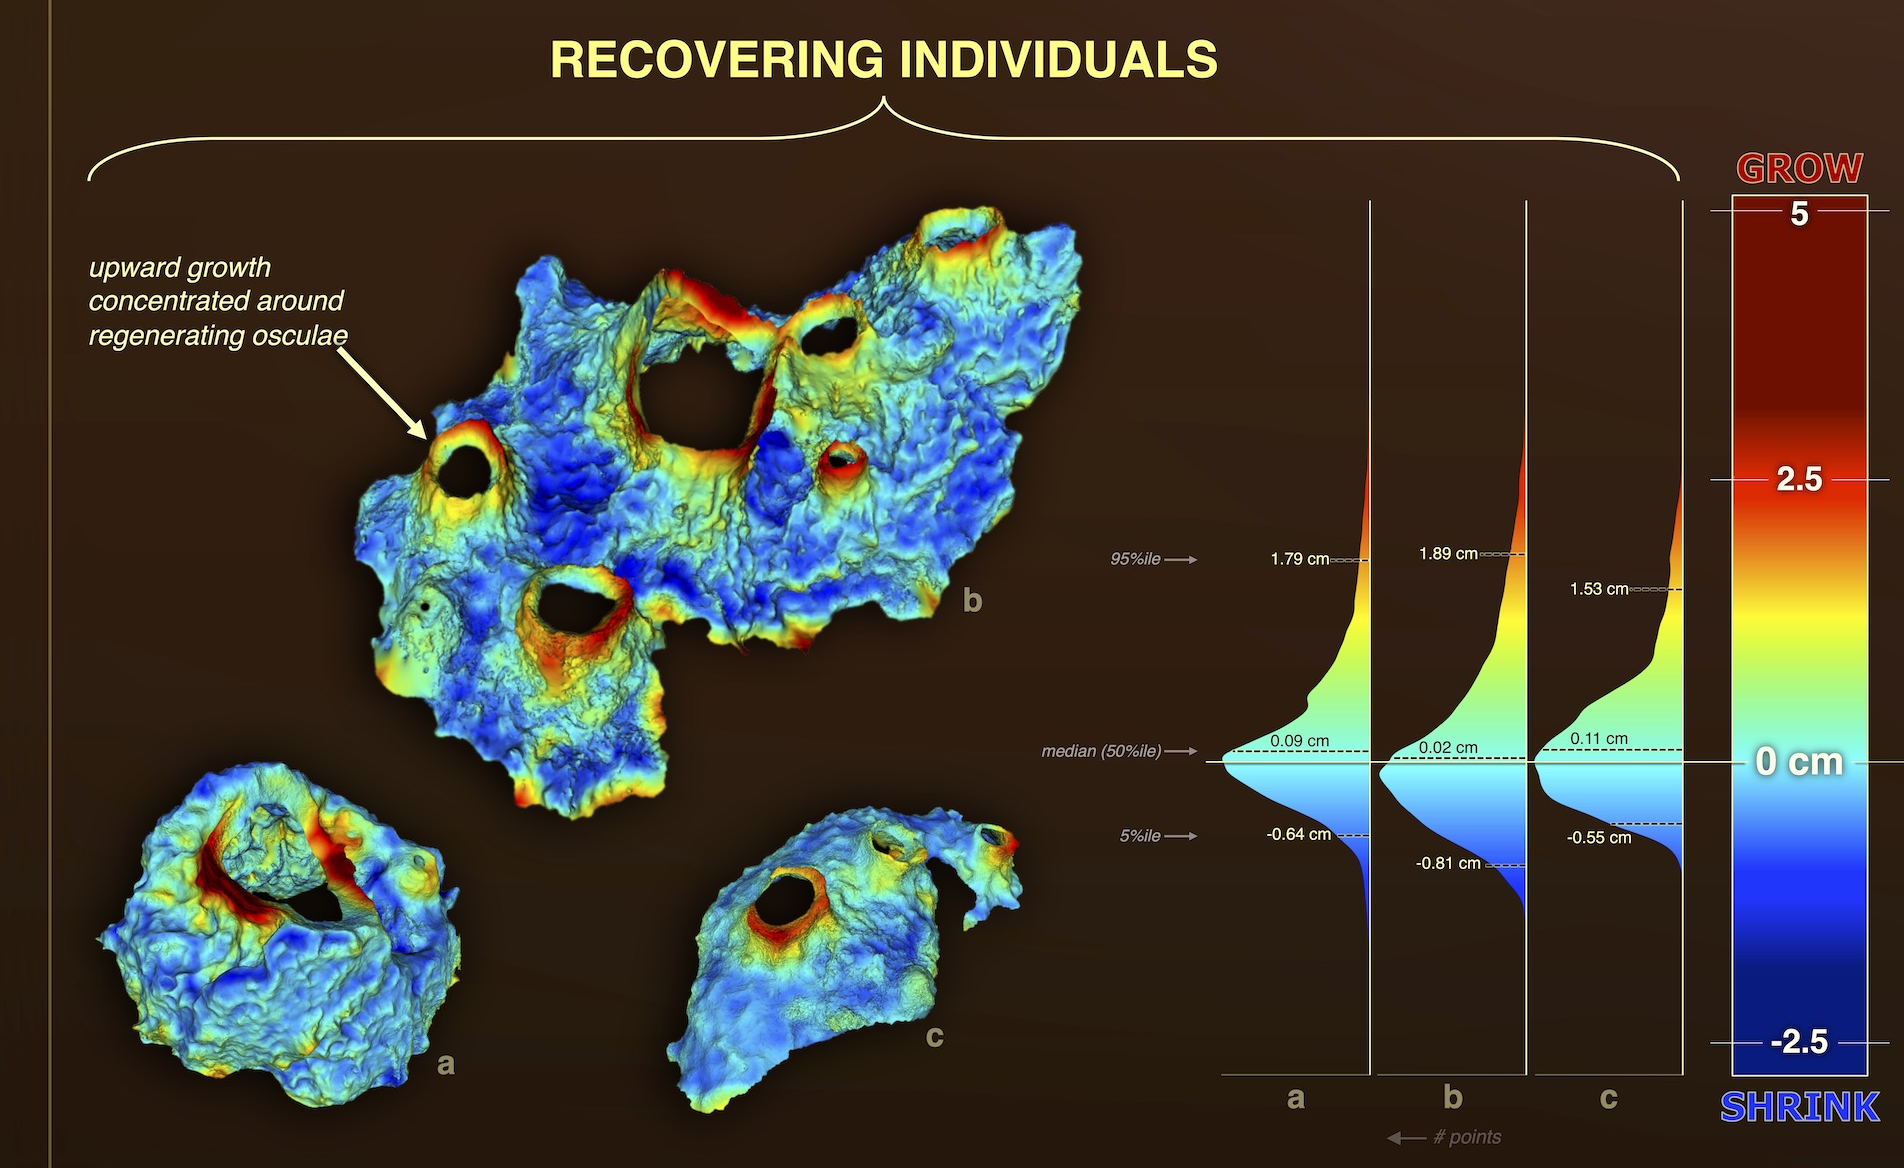 RECOVERING INDIVIDUALS
upward growth
concentrated around
regenerating osculae
b
a
c
95%ile
1.79 cm
1.89 cm
1.53 cm
median (50%ile)
0.09 cm
0.02 cm
0.11 cm
5%ile
-0.64 cm
-0.81 cm
-0.55 cm
a
b
c
# points
GROW
5
2.5
0 cm
-2.5
SHRINK